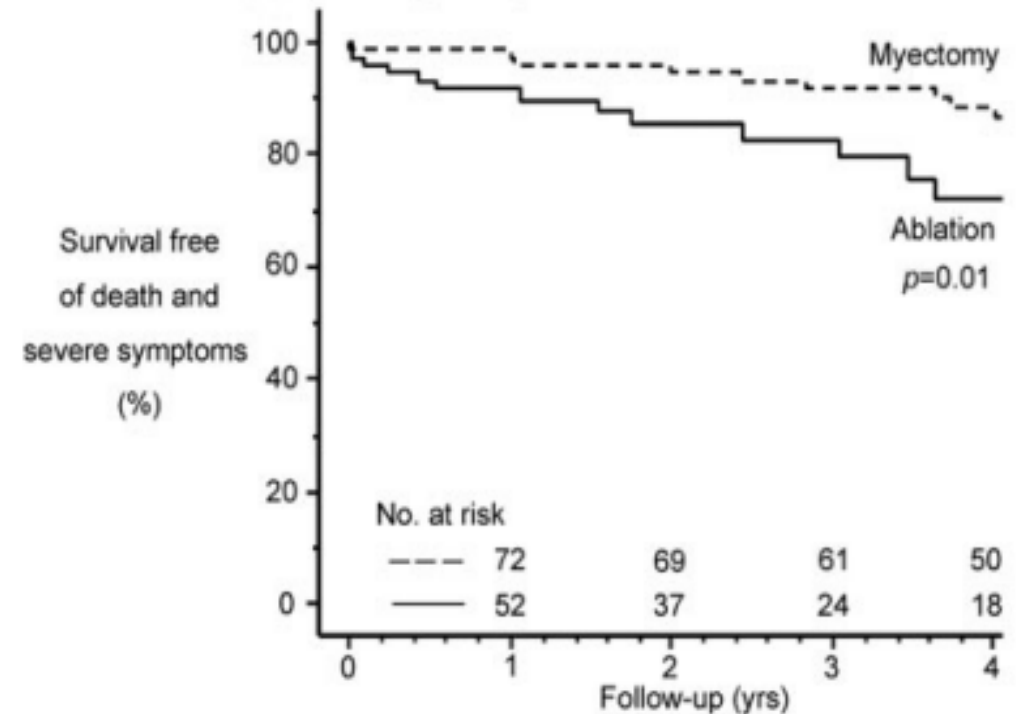 100
80
60
40
20
0
Survival free
of death and
severe symptoms
(%)
Myectomy
Ablation
p=0.01
No. at risk
72 69 61 50
52 37 24 18
0 1 2 3 4
Follow-up (yrs)